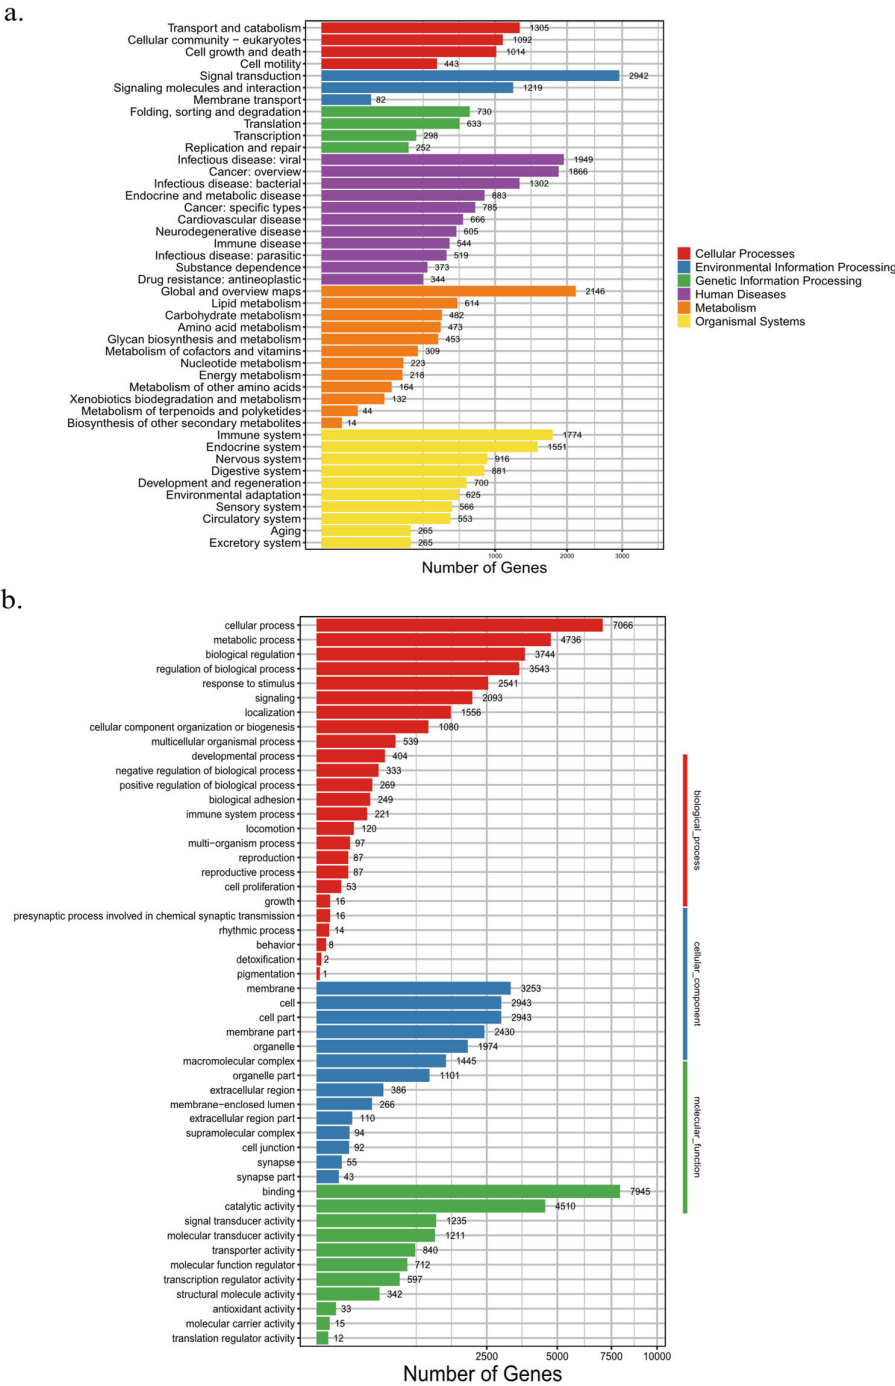 a.
Transport and catabolism 1305
Cellular community − eukaryotes 1092
Cell growth and death 1014
Cell motility 443
Signal transduction 2942
Signaling molecules and interaction 1219
Membrane transport 82
Folding, sorting and degradation 730
Translation 633
Transcription 298
Replication and repair 252
Infectious disease: viral 1949
Cancer: overview 1866
Infectious disease: bacterial 1302
Endocrine and metabolic disease 883
Cancer: specific types 785
Cardiovascular disease 666
Neurodegenerative disease 605
Immune disease 544
Infectious disease: parasitic 519
Substance dependence 373
Drug resistance: antineoplastic 344
Global and overview maps 2146
Lipid metabolism 614
Carbohydrate metabolism 482
Amino acid metabolism 473
Glycan biosynthesis and metabolism 453
Metabolism of cofactors and vitamins 309
Nucleotide metabolism 223
Energy metabolism 218
Metabolism of other amino acids 164
Xenobiotics biodegradation and metabolism 132
Metabolism of terpenoids and polyketides 44
Biosynthesis of other secondary metabolites 14
Immune system 1774
Endocrine system 1551
Nervous system 916
Digestive system 881
Development and regeneration 700
Environmental adaptation 625
Sensory system 566
Circulatory system 553
Aging 265
Excretory system 265
1000 2000 3000
Number of Genes
Cellular Processes
Environmental Information Processing
Genetic Information Processing
Human Diseases
Metabolism
Organismal Systems
b.
cellular process 7066
metabolic process 4736
biological regulation 3744
regulation of biological process 3543
response to stimulus 2541
signaling 2093
localization 1556
cellular component organization or biogenesis 1080
multicellular organismal process 539
developmental process 404
negative regulation of biological process 333
positive regulation of biological process 269
biological adhesion 249
immune system process 221
locomotion 120
multi−organism process 97
reproduction 87
reproductive process 87
cell proliferation 53
growth 16
presynaptic process involved in chemical synaptic transmission 16
rhythmic process 14
behavior 8
detoxification 2
pigmentation 1
membrane 3253
cell 2943
cell part 2943
membrane part 2430
organelle 1974
macromolecular complex 1445
organelle part 1101
extracellular region 386
membrane−enclosed lumen 266
extracellular region part 110
supramolecular complex 94
cell junction 92
synapse 55
synapse part 43
binding 7945
catalytic activity 4510
signal transducer activity 1235
molecular transducer activity 1211
transporter activity 840
molecular function regulator 712
transcription regulator activity 597
structural molecule activity 342
antioxidant activity 33
molecular carrier activity 15
translation regulator activity 12
2500 5000 7500 10000
Number of Genes
biological_process
cellular_component
molecular_function